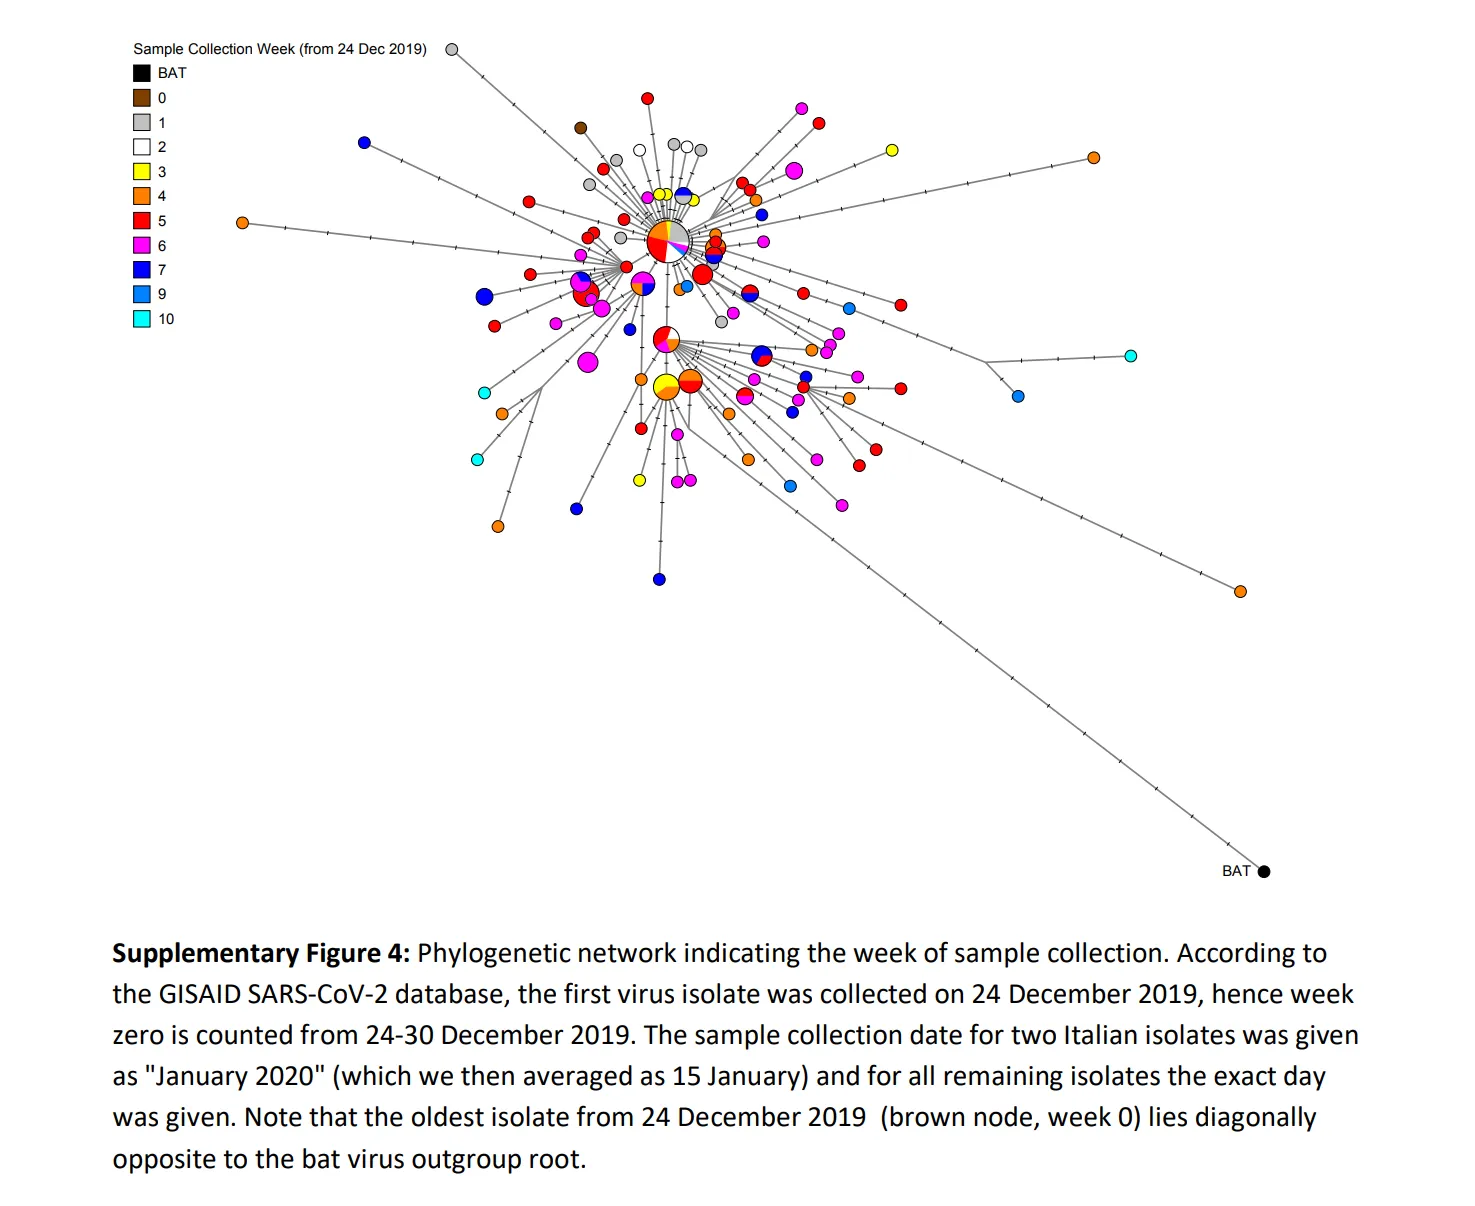 Sample Collection Week (from 24 Dec 2019)
BAT
0
1
2
3
4
5
6
7
9
10
BAT
Supplementary Figure 4: Phylogenetic network indicating the week of sample collection. According to
the GISAID SARS-CoV-2 database, the first virus isolate was collected on 24 December 2019, hence week
zero is counted from 24-30 December 2019. The sample collection date for two Italian isolates was given
as "January 2020" (which we then averaged as 15 January) and for all remaining isolates the exact day
was given. Note that the oldest isolate from 24 December 2019  (brown node, week 0) lies diagonally
opposite to the bat virus outgroup root.